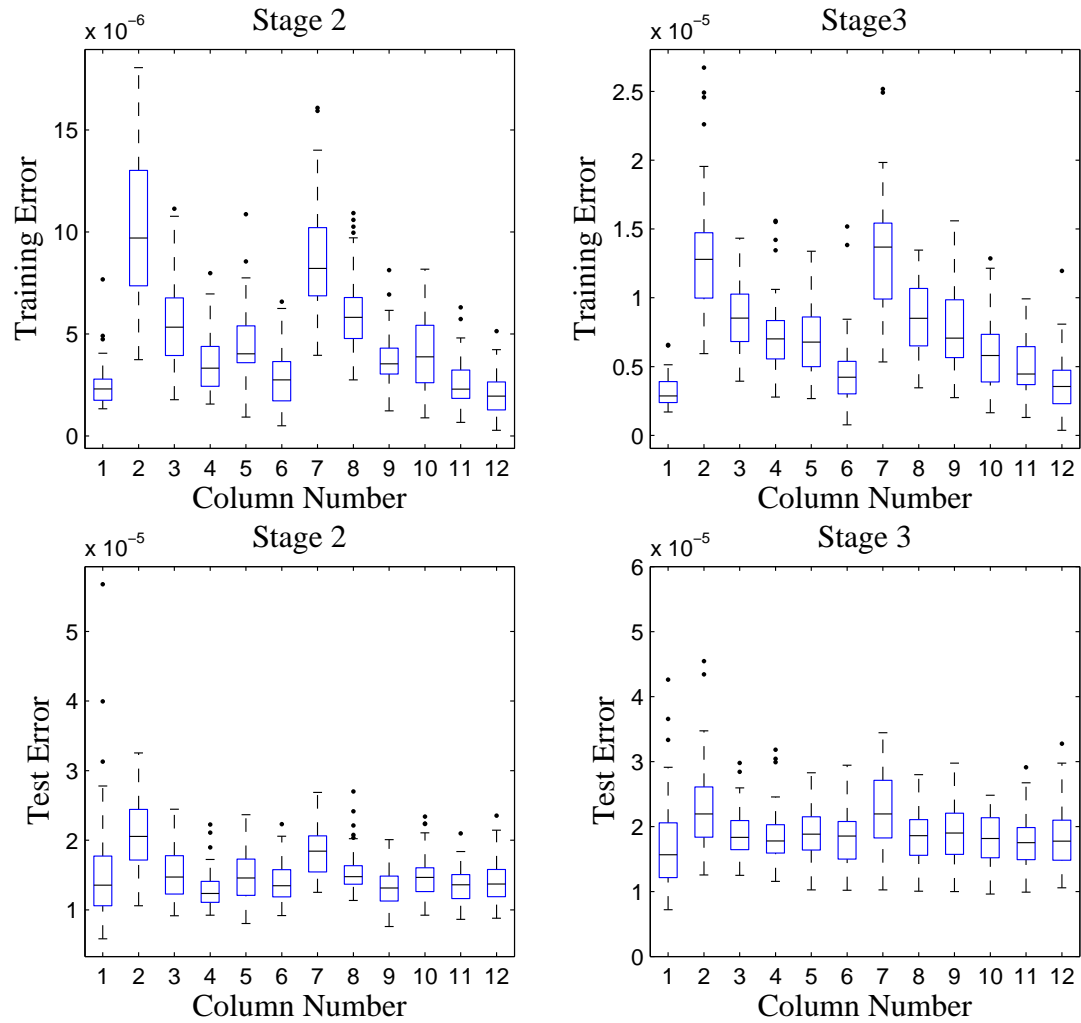 Stage 2
x 10⁻⁶
Training Error
15
10
5
0
1 2 3 4 5 6 7 8 9 10 11 12
Column Number
Stage3
x 10⁻⁵
Training Error
2.5
2
1.5
1
0.5
0
1 2 3 4 5 6 7 8 9 10 11 12
Column Number
Stage 2
x 10⁻⁵
Test Error
5
4
3
2
1
1 2 3 4 5 6 7 8 9 10 11 12
Column Number
Stage 3
x 10⁻⁵
Test Error
6
5
4
3
2
1
0
1 2 3 4 5 6 7 8 9 10 11 12
Column Number